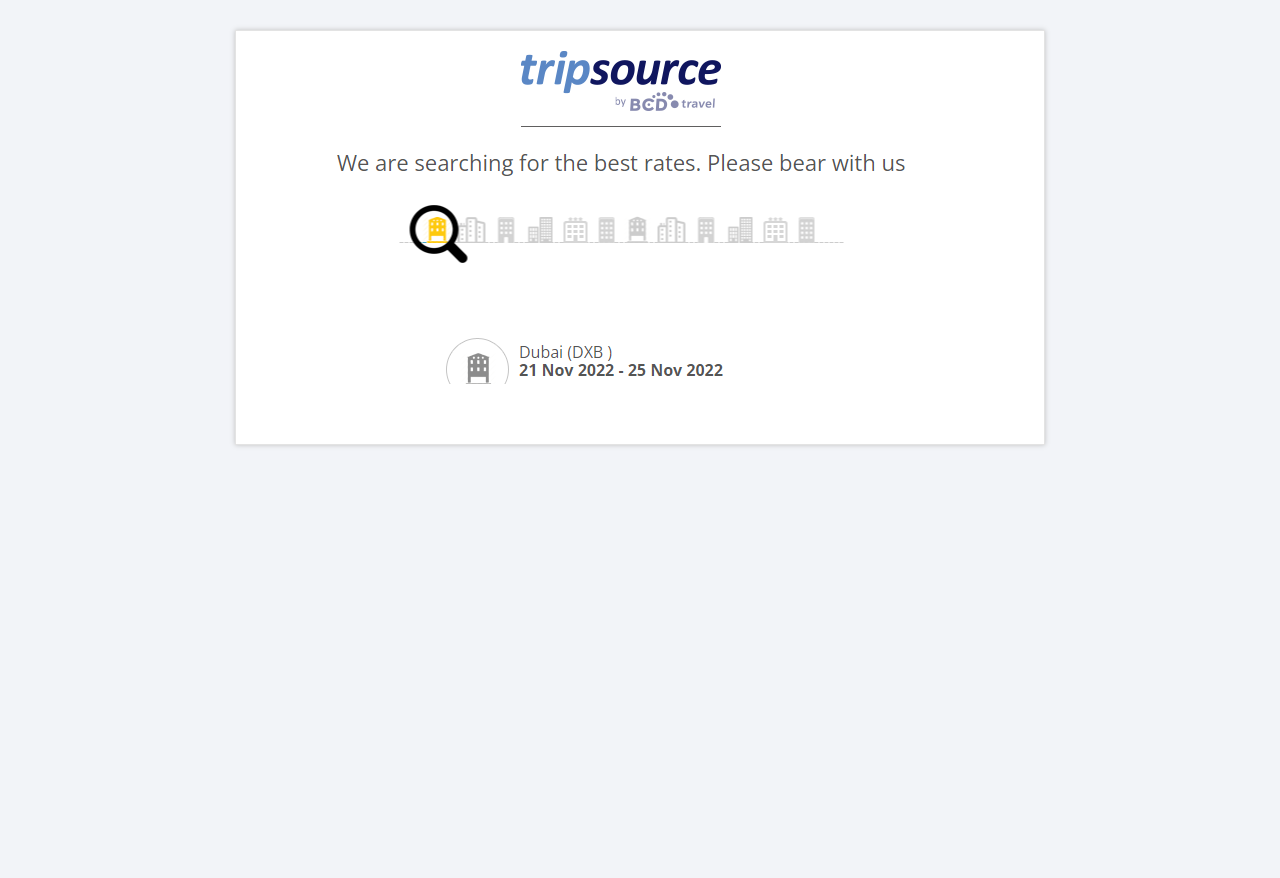 tripsource
by BCD travel
We are searching for the best rates. Please bear with us
Dubai (DXB )
21 Nov 2022 - 25 Nov 2022